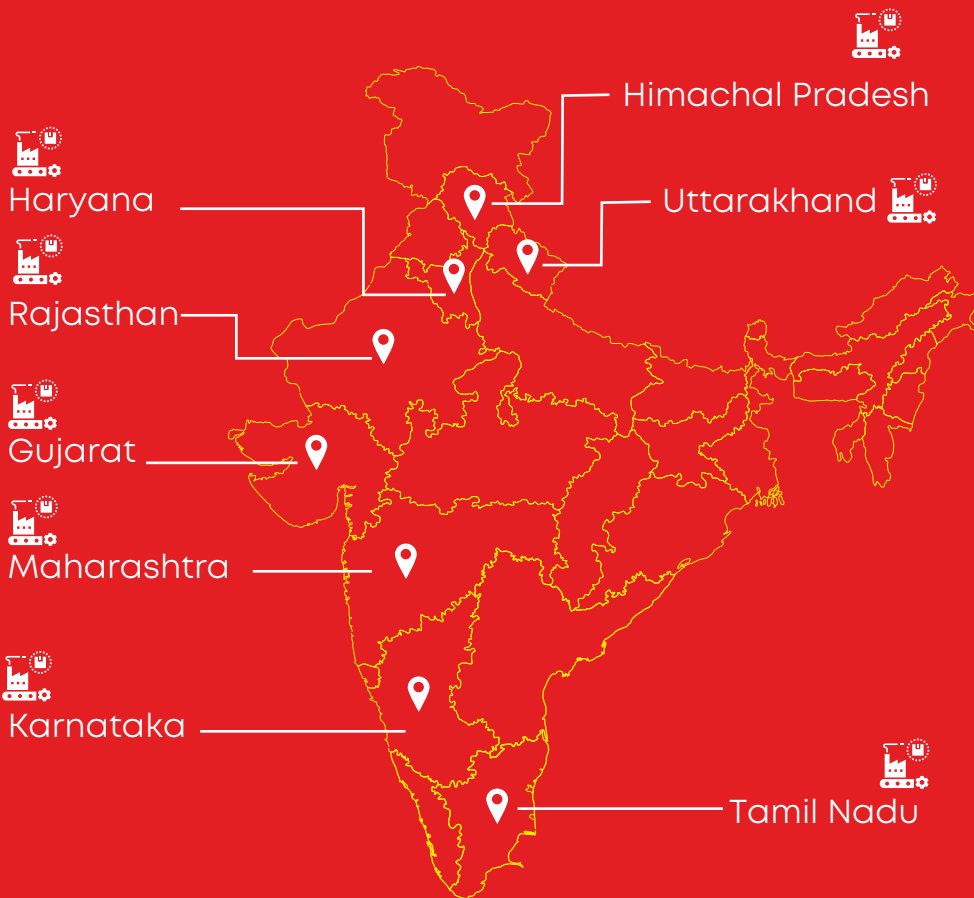 Himachal Pradesh
Haryana
Uttarakhand
Rajasthan
Gujarat
Maharashtra
Karnataka
Tamil Nadu